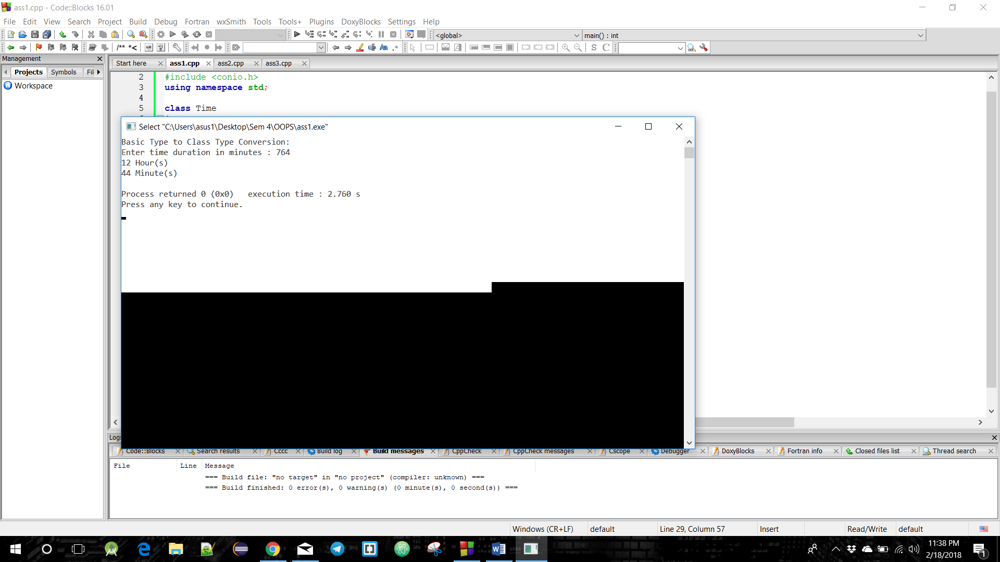 ass1.cpp - Code::Blocks 16.01
File Edit View Search Project Build Debug Fortran wxSmith Tools Tools+ Plugins DoxyBlocks Settings Help
<global> main() : int
/** *<
S C
Management
Start here ass1.cpp ass2.cpp ass3.cpp
Projects Symbols Fil
Workspace
2 #include <conio.h>
3 using namespace std;
4
5 class Time
Select "C:\Users\asus1\Desktop\Sem 4\OOPS\ass1.exe"
Basic Type to Class Type Conversion:
Enter time duration in minutes : 764
12 Hour(s)
44 Minute(s)
Process returned 0 (0x0) execution time : 2.760 s
Press any key to continue.
Logs
Code::Blocks Search results Cccc Build log Build messages CppCheck CppCheck messages Cscope Debugger DoxyBlocks Fortran info Closed files list Thread search
File Line Message
=== Build file: "no target" in "no project" (compiler: unknown) ===
=== Build finished: 0 error(s), 0 warning(s) (0 minute(s), 0 second(s)) ===
Windows (CR+LF) default Line 29, Column 57 Insert Read/Write default
11:38 PM
2/18/2018
1